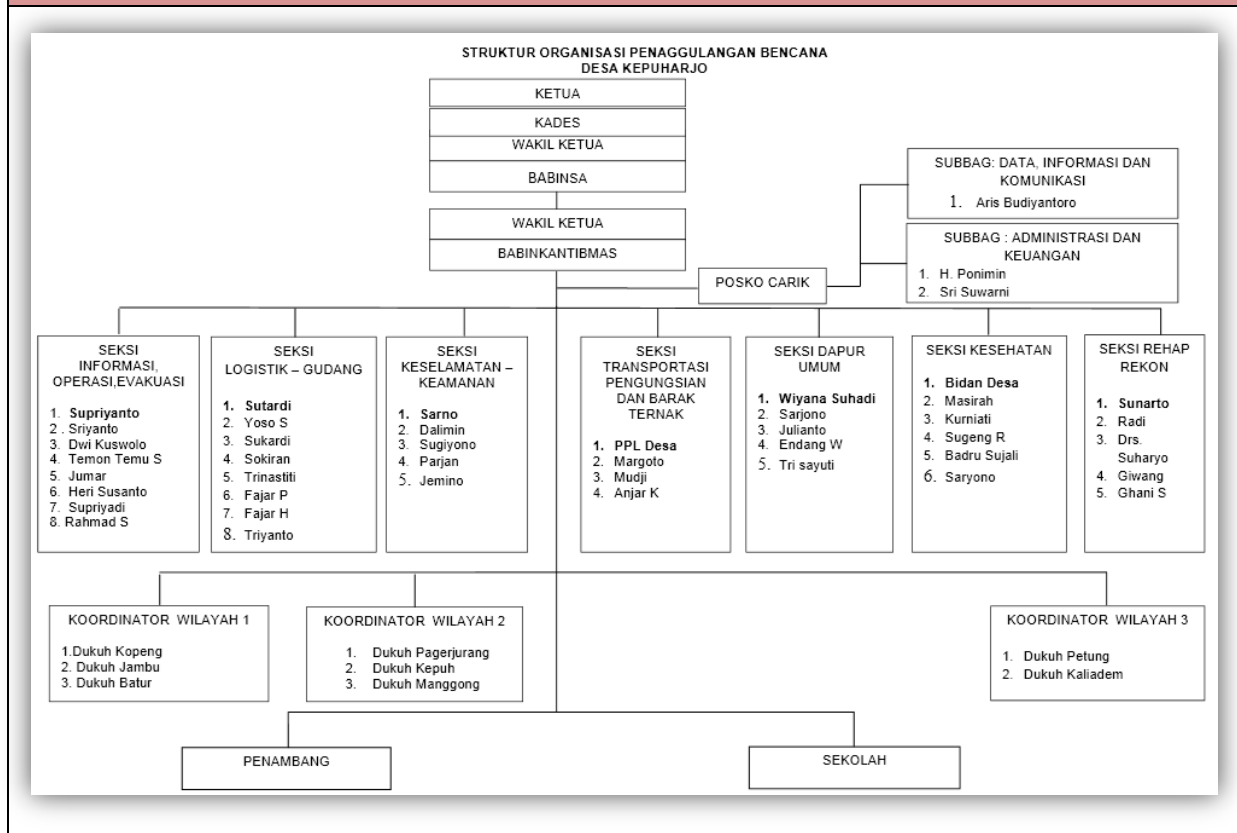 STRUKTUR ORGANISASI PENAGGULANGAN BENCANA
DESA KEPUHARJO
KETUA
KADES
WAKIL KETUA
BABINSA
WAKIL KETUA
BABINKANTIBMAS
POSKO CARIK
SUBBAG: DATA, INFORMASI DAN
KOMUNIKASI
1. Aris Budiyantoro
SUBBAG : ADMINISTRASI DAN
KEUANGAN
1. H. Ponimin
2. Sri Suwarni
SEKSI
INFORMASI,
OPERASI,EVAKUASI
1. Supriyanto
2 . Sriyanto
3. Dwi Kuswolo
4. Temon Temu S
5. Jumar
6. Heri Susanto
7. Supriyadi
8. Rahmad S
SEKSI
LOGISTIK – GUDANG
1. Sutardi
2. Yoso S
3. Sukardi
4. Sokiran
5. Trinastiti
6. Fajar P
7. Fajar H
8. Triyanto
SEKSI
KESELAMATAN –
KEAMANAN
1. Sarno
2. Dalimin
3. Sugiyono
4. Parjan
5. Jemino
SEKSI
TRANSPORTASI
PENGUNGSIAN
DAN BARAK
TERNAK
1. PPL Desa
2. Margoto
3. Mudji
4. Anjar K
SEKSI DAPUR
UMUM
1. Wiyana Suhadi
2. Sarjono
3. Julianto
4. Endang W
5. Tri sayuti
SEKSI KESEHATAN
1. Bidan Desa
2. Masirah
3. Kurniati
4. Sugeng R
5. Badru Sujali
6. Saryono
SEKSI REHAP
REKON
1. Sunarto
2. Radi
3. Drs.
Suharyo
4. Giwang
5. Ghani S
KOORDINATOR WILAYAH 1
1.Dukuh Kopeng
2. Dukuh Jambu
3. Dukuh Batur
KOORDINATOR WILAYAH 2
1. Dukuh Pagerjurang
2. Dukuh Kepuh
3. Dukuh Manggong
KOORDINATOR WILAYAH 3
1. Dukuh Petung
2. Dukuh Kaliadem
PENAMBANG
SEKOLAH